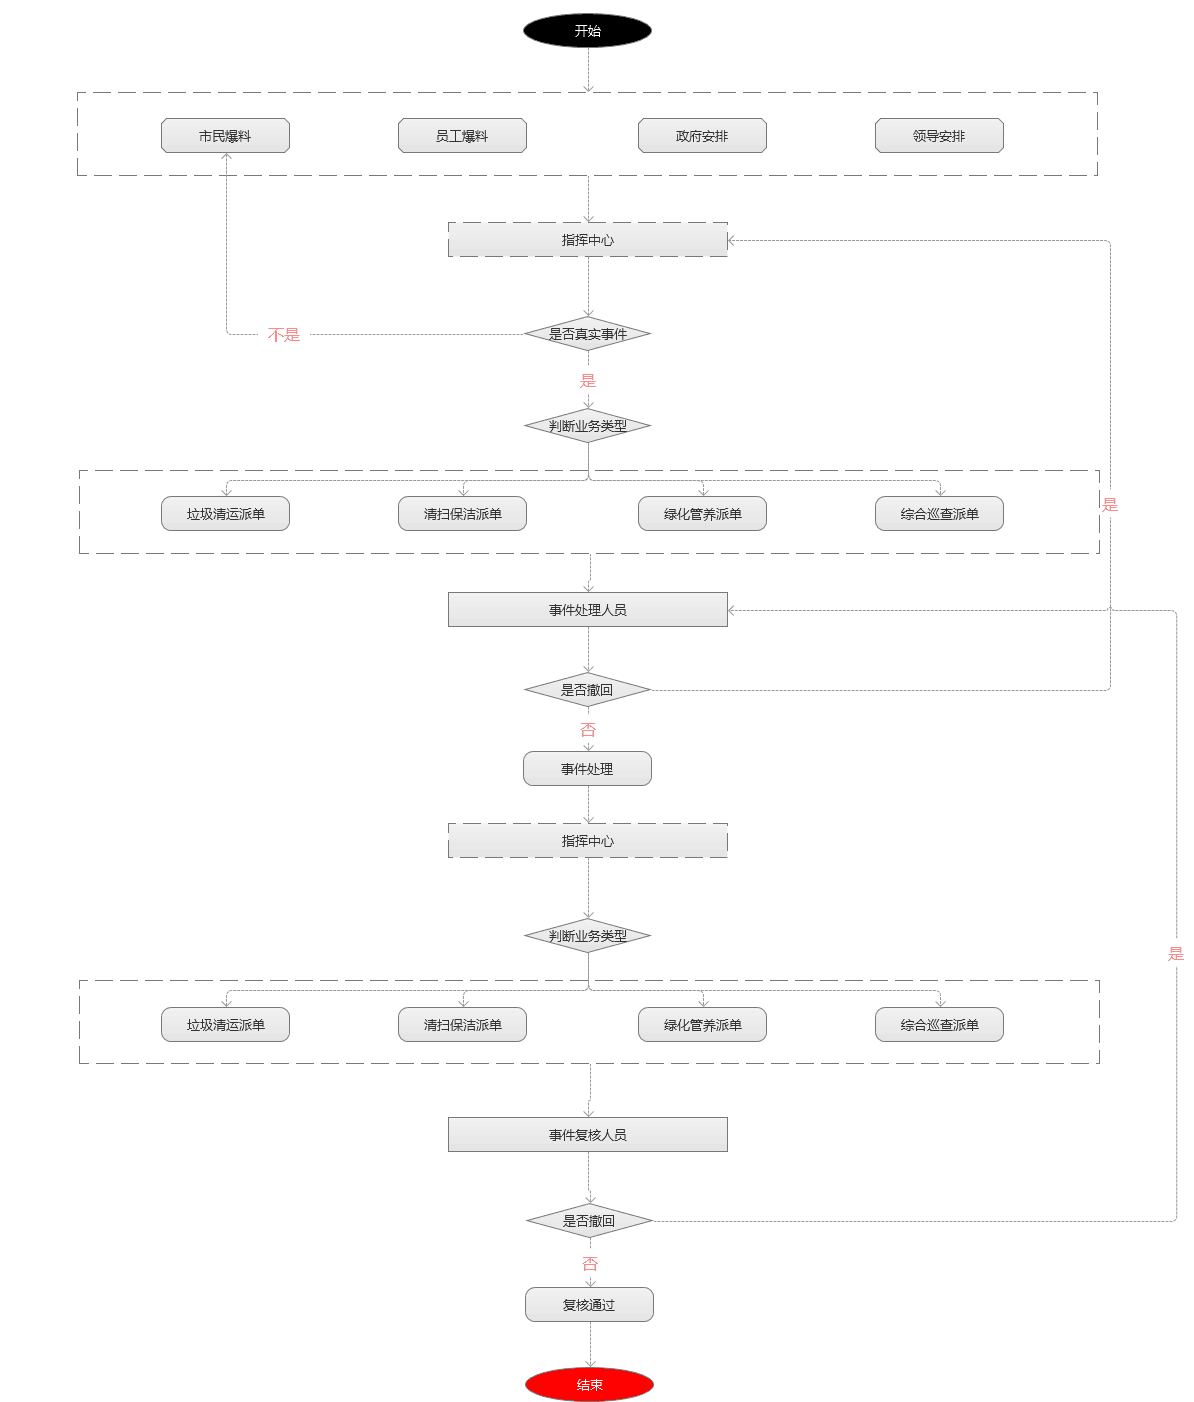 开始
市民爆料
员工爆料
政府安排
领导安排
指挥中心
是否真实事件
不是
是
判断业务类型
垃圾清运派单
清扫保洁派单
绿化管养派单
综合巡查派单
是
事件处理人员
是否撤回
否
事件处理
指挥中心
判断业务类型
是
垃圾清运派单
清扫保洁派单
绿化管养派单
综合巡查派单
事件复核人员
是否撤回
否
复核通过
结束